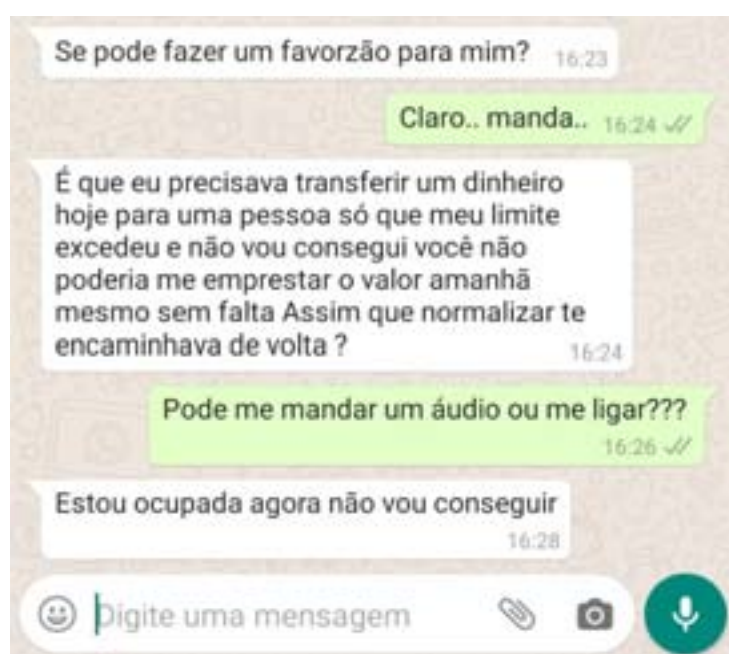 Se pode fazer um favorzão para mim? 16:23
Claro.. manda.. 16:24
É que eu precisava transferir um dinheiro
hoje para uma pessoa só que meu limite
excedeu e não vou consegui você não
poderia me emprestar o valor amanhã
mesmo sem falta Assim que normalizar te
encaminhava de volta ? 16:24
Pode me mandar um áudio ou me ligar???
16:26
Estou ocupada agora não vou conseguir
16:28
Digite uma mensagem